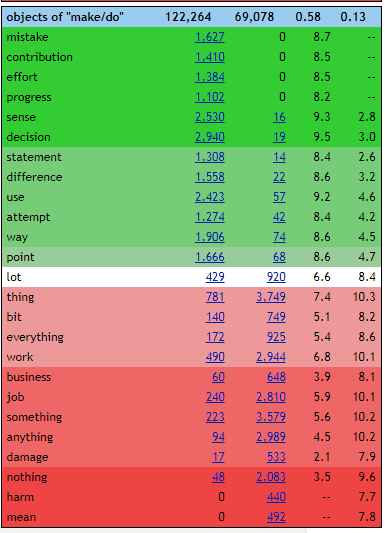 objects of "make/do" 122,264 69,078 0.58 0.13
mistake 1,627 0 8.7 --
contribution 1,410 0 8.5 --
effort 1,384 0 8.5 --
progress 1,102 0 8.2 --
sense 2,530 16 9.3 2.8
decision 2,940 19 9.5 3.0
statement 1,308 14 8.4 2.6
difference 1,558 22 8.6 3.2
use 2,423 57 9.2 4.6
attempt 1,274 42 8.4 4.2
way 1,906 74 8.6 4.5
point 1,666 68 8.6 4.7
lot 429 920 6.6 8.4
thing 781 3,749 7.4 10.3
bit 140 749 5.1 8.2
everything 172 925 5.4 8.6
work 490 2,944 6.8 10.1
business 60 648 3.9 8.1
job 240 2,810 5.9 10.1
something 223 3,579 5.6 10.2
anything 94 2,989 4.5 10.2
damage 17 533 2.1 7.9
nothing 48 2,083 3.5 9.6
harm 0 440 -- 7.7
mean 0 492 -- 7.8